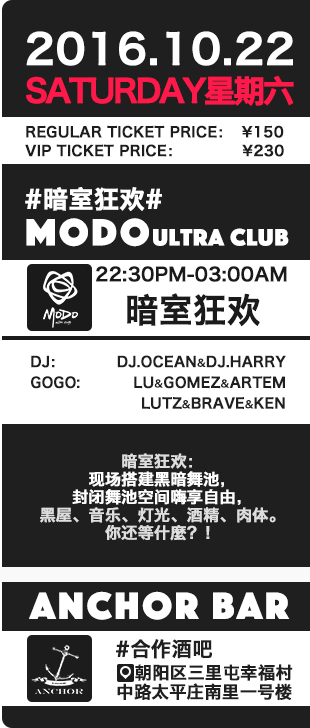 2016.10.22
SATURDAY星期六
REGULAR TICKET PRICE: ¥150
VIP TICKET PRICE: ¥230
#暗室狂欢#
MODO ULTRA CLUB
22:30PM-03:00AM
MODO
暗室狂欢
DJ: DJ.OCEAN&DJ.HARRY
GOGO: LU&GOMEZ&ARTEM
LUTZ&BRAVE&KEN
暗室狂欢：
现场搭建黑暗舞池，
封闭舞池空间嗨享自由，
黑屋、音乐、灯光、酒精、肉体。
你还等什麼？！
ANCHOR BAR
#合作酒吧
朝阳区三里屯幸福村
中路太平庄南里一号楼
ANCHOR